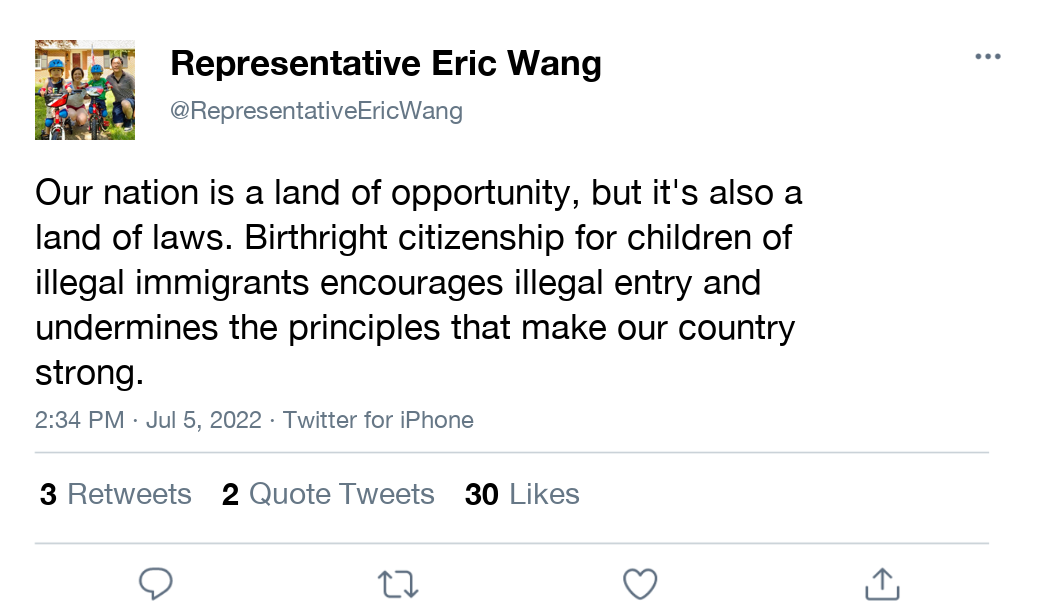 Representative Eric Wang
@RepresentativeEricWang
Our nation is a land of opportunity, but it's also a
land of laws. Birthright citizenship for children of
illegal immigrants encourages illegal entry and
undermines the principles that make our country
strong.
2:34 PM · Jul 5, 2022 · Twitter for iPhone
3 Retweets 2 Quote Tweets 30 Likes